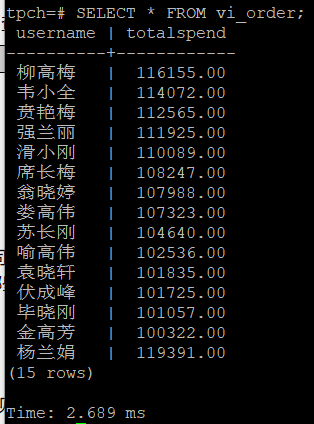 tpch=# SELECT * FROM vi_order;
username | totalspend
----------+------------
柳高梅 | 116155.00
韦小全 | 114072.00
贲艳梅 | 112565.00
强兰丽 | 111925.00
滑小刚 | 110089.00
席长梅 | 108247.00
翁晓婷 | 107988.00
娄高伟 | 107323.00
苏长刚 | 104640.00
喻高伟 | 102536.00
袁晓轩 | 101835.00
伏成峰 | 101725.00
毕晓刚 | 101057.00
金高芳 | 100322.00
杨兰娟 | 119391.00
(15 rows)
Time: 2.689 ms